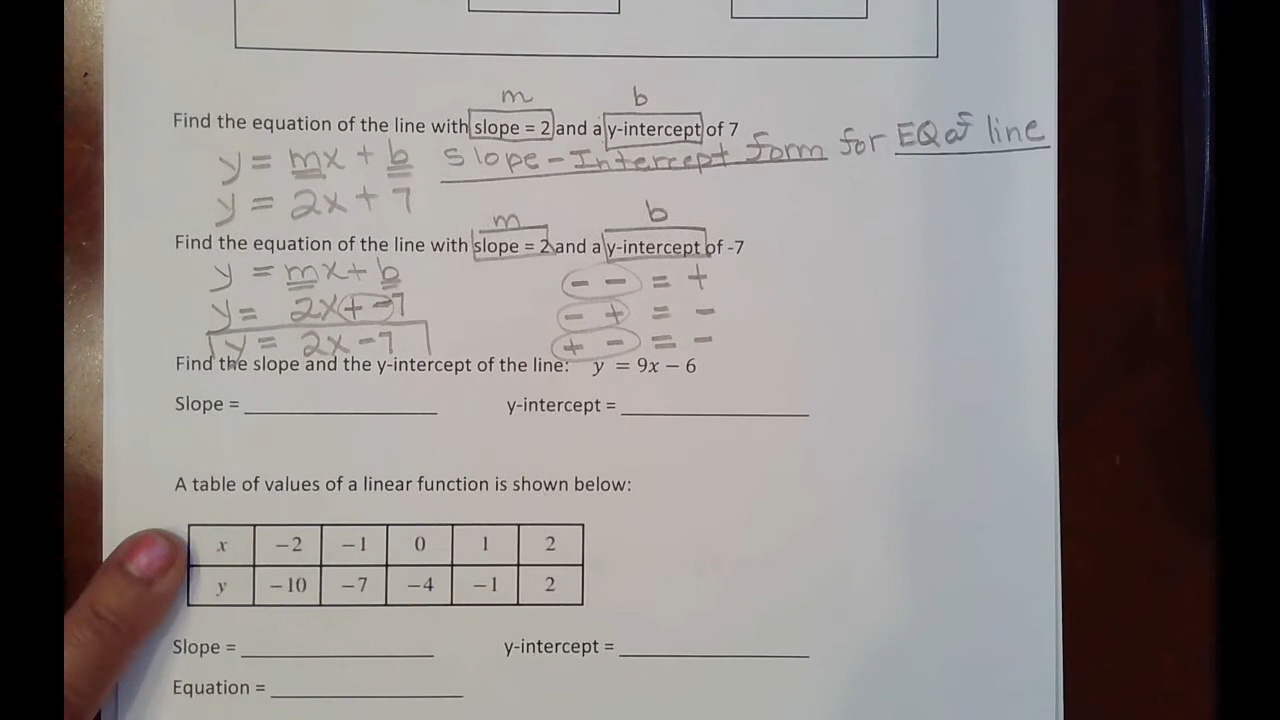 m b
Find the equation of the line with slope = 2 and a y-intercept of 7
y = mx + b Slope-Intercept form for EQ of line
y = 2x + 7
m b
Find the equation of the line with slope = 2 and a y-intercept of -7
y = mx + b - - = +
y = 2x + -7 - + = -
y = 2x - 7 + - = -
Find the slope and the y-intercept of the line: y = 9x − 6
Slope = ____________ y-intercept = ____________
A table of values of a linear function is shown below:
x −2 −1 0 1 2
y −10 −7 −4 −1 2
Slope = ____________ y-intercept = ____________
Equation = ____________